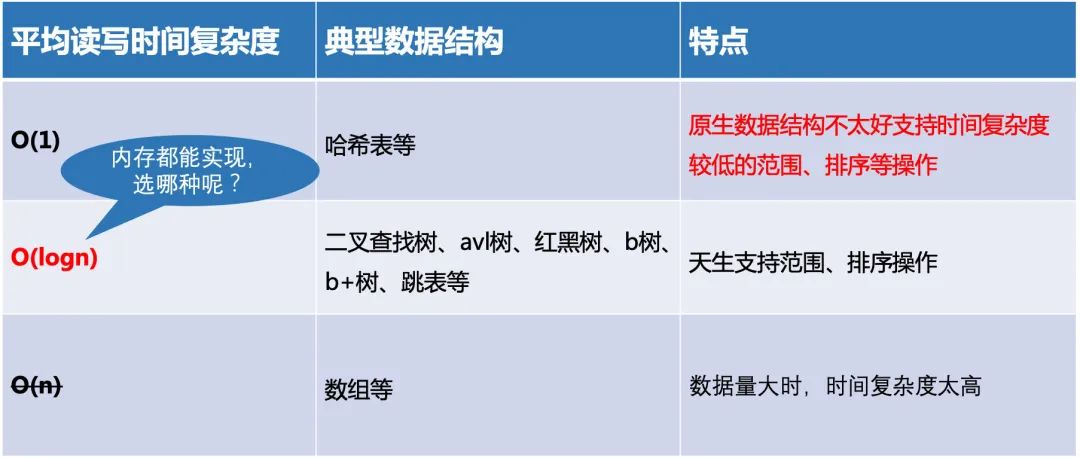 平均读写时间复杂度
典型数据结构
特点
O(1)
哈希表等
原生数据结构不太好支持时间复杂度
较低的范围、排序等操作
内存都能实现，
选哪种呢？
O(logn)
二叉查找树、avl树、红黑树、b树、
b+树、跳表等
天生支持范围、排序操作
O(n)
数组等
数据量大时，时间复杂度太高